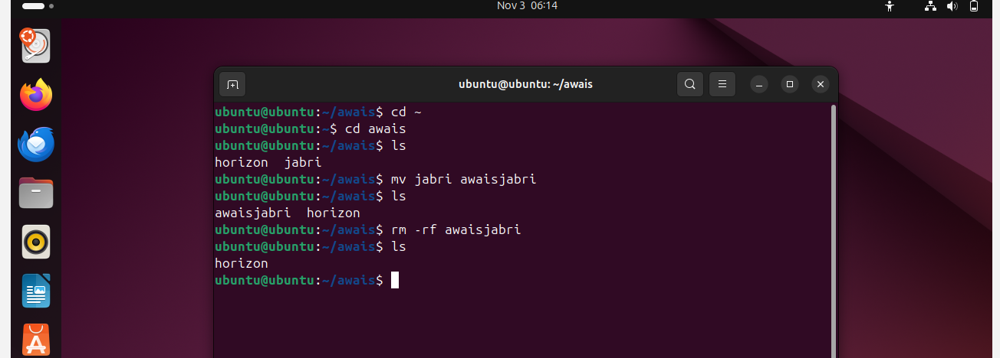 Nov 3 06:14
ubuntu@ubuntu: ~/awais
ubuntu@ubuntu:~/awais$ cd ~
ubuntu@ubuntu:~$ cd awais
ubuntu@ubuntu:~/awais$ ls
horizon  jabri
ubuntu@ubuntu:~/awais$ mv jabri awaisjabri
ubuntu@ubuntu:~/awais$ ls
awaisjabri  horizon
ubuntu@ubuntu:~/awais$ rm -rf awaisjabri
ubuntu@ubuntu:~/awais$ ls
horizon
ubuntu@ubuntu:~/awais$